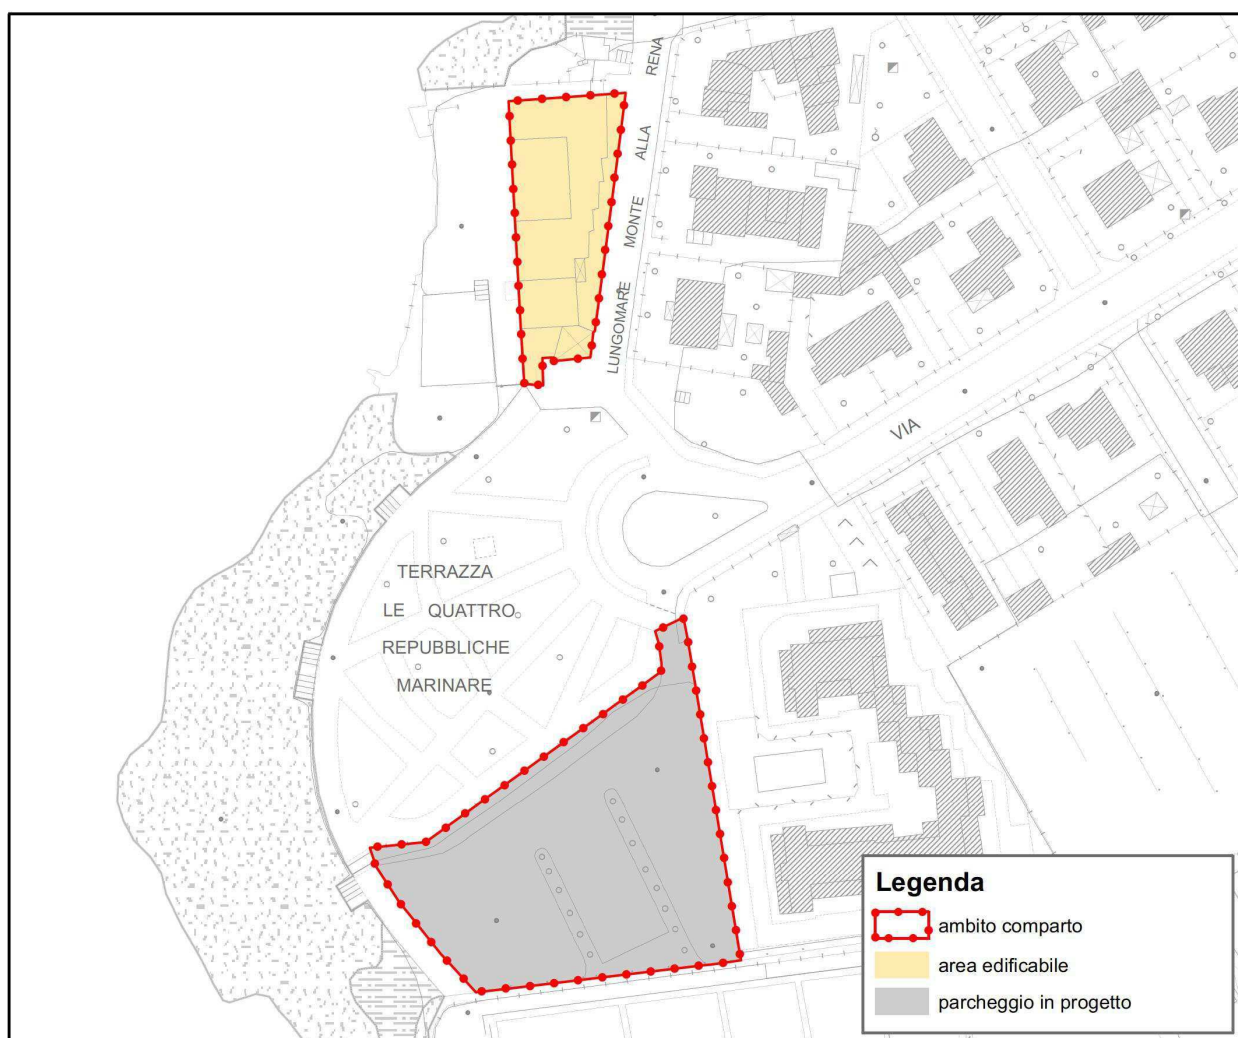 LUNGOMARE MONTE ALLA RENA
VIA
TERRAZZA
LE QUATTRO
REPUBBLICHE
MARINARE
Legenda
ambito comparto
area edificabile
parcheggio in progetto